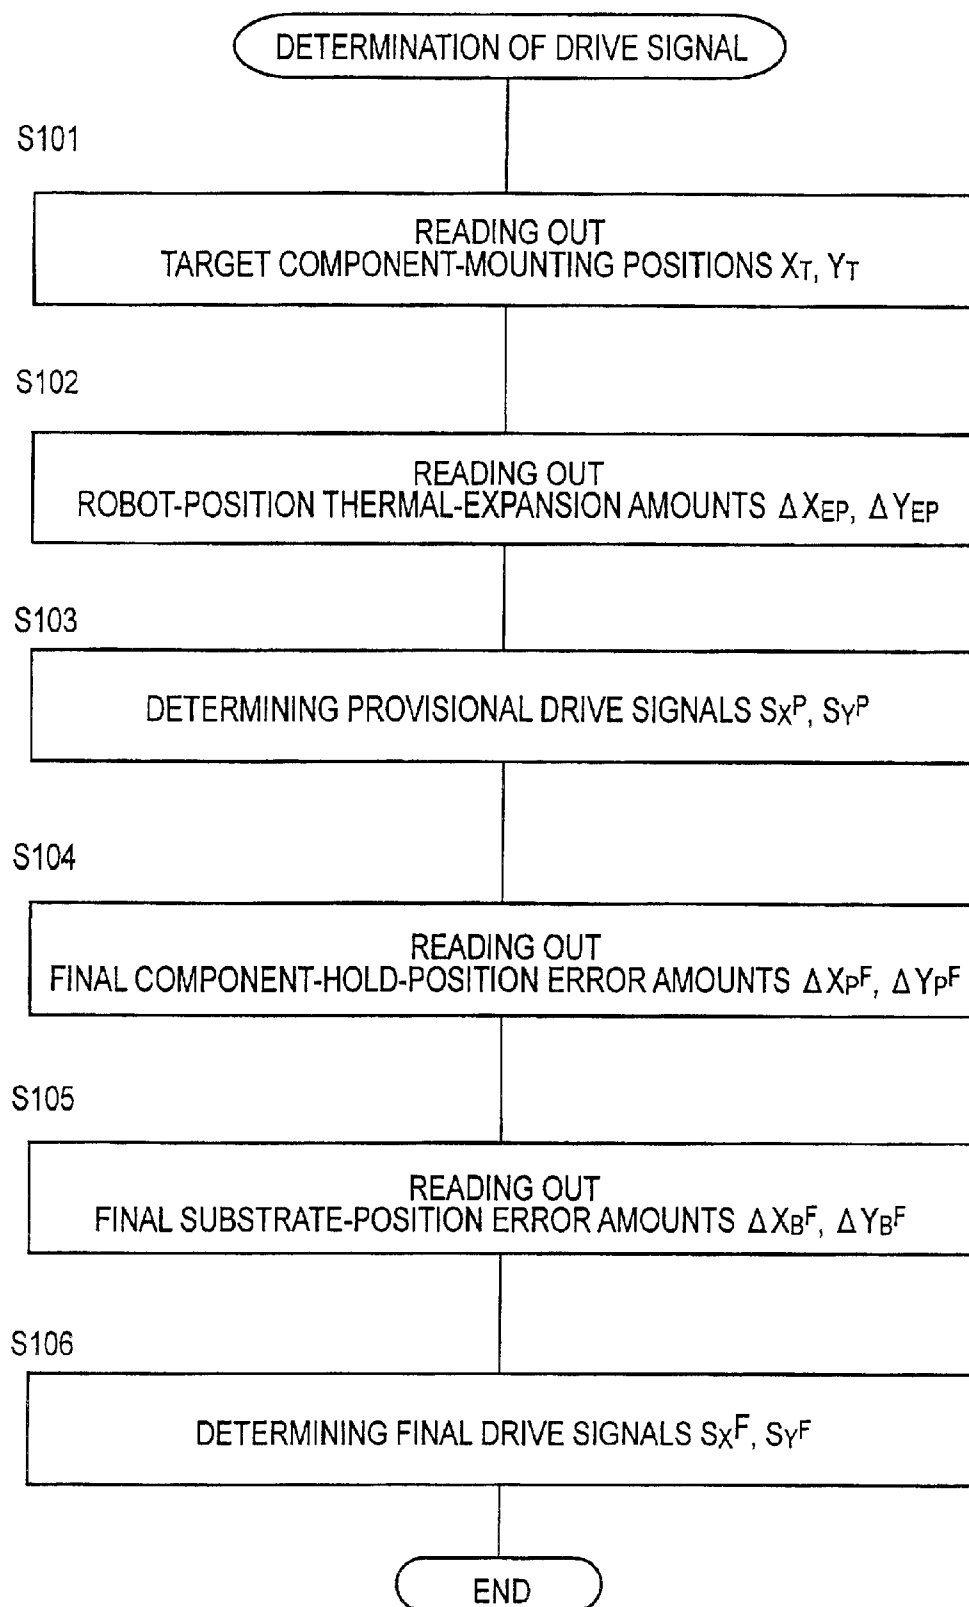 DETERMINATION OF DRIVE SIGNAL
S101
READING OUT
TARGET COMPONENT-MOUNTING POSITIONS XT, YT
S102
READING OUT
ROBOT-POSITION THERMAL-EXPANSION AMOUNTS ΔXEP, ΔYEP
S103
DETERMINING PROVISIONAL DRIVE SIGNALS SXP, SYP
S104
READING OUT
FINAL COMPONENT-HOLD-POSITION ERROR AMOUNTS ΔXPF, ΔYPF
S105
READING OUT
FINAL SUBSTRATE-POSITION ERROR AMOUNTS ΔXBF, ΔYBF
S106
DETERMINING FINAL DRIVE SIGNALS SXF, SYF
END